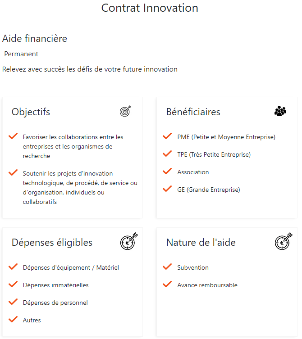 Contrat Innovation
Aide financière
Permanent
Relevez avec succès les défis de votre future innovation
Objectifs
Favoriser les collaborations entre les
entreprises et les organismes de
recherche
Soutenir les projets d'innovation
technologique, de procédé, de service ou
d'organisation, individuels ou
collaboratifs
Bénéficiaires
PME (Petite et Moyenne Entreprise)
TPE (Très Petite Entreprise)
Association
GE (Grande Entreprise)
Dépenses éligibles
Dépenses d'équipement / Matériel
Dépenses immatérielles
Dépenses de personnel
Autres
Nature de l'aide
Subvention
Avance remboursable